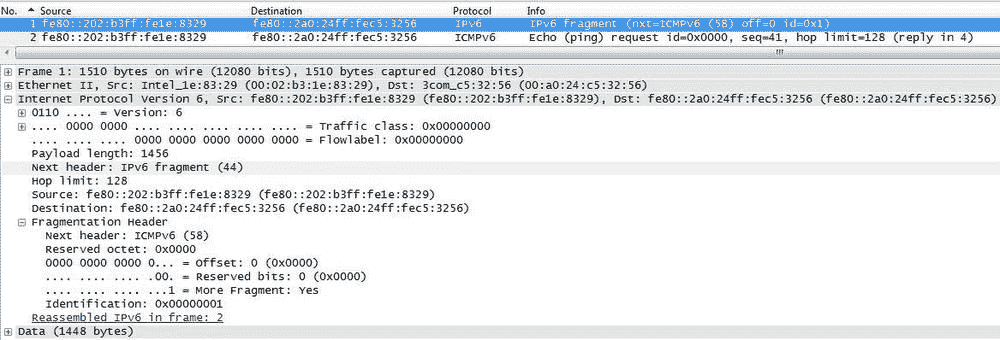 No. Source Destination Protocol Info
1 fe80::202:b3ff:fe1e:8329 fe80::2a0:24ff:fec5:3256 IPv6 IPv6 fragment (nxt=ICMPv6 (58) off=0 id=0x1)
2 fe80::202:b3ff:fe1e:8329 fe80::2a0:24ff:fec5:3256 ICMPv6 Echo (ping) request id=0x0000, seq=41, hop limit=128 (reply in 4)
Frame 1: 1510 bytes on wire (12080 bits), 1510 bytes captured (12080 bits)
Ethernet II, Src: Intel_1e:83:29 (00:02:b3:1e:83:29), Dst: 3com_c5:32:56 (00:a0:24:c5:32:56)
Internet Protocol Version 6, Src: fe80::202:b3ff:fe1e:8329 (fe80::202:b3ff:fe1e:8329), Dst: fe80::2a0:24ff:fec5:3256 (fe80::2a0:24ff:fec5:3256)
0110 .... = Version: 6
.... 0000 0000 .... .... .... .... .... = Traffic class: 0x00000000
.... .... .... 0000 0000 0000 0000 0000 = Flowlabel: 0x00000000
Payload length: 1456
Next header: IPv6 fragment (44)
Hop limit: 128
Source: fe80::202:b3ff:fe1e:8329 (fe80::202:b3ff:fe1e:8329)
Destination: fe80::2a0:24ff:fec5:3256 (fe80::2a0:24ff:fec5:3256)
Fragmentation Header
Next header: ICMPv6 (58)
Reserved octet: 0x0000
0000 0000 0000 0... = Offset: 0 (0x0000)
.... .... .... .00. = Reserved bits: 0 (0x0000)
.... .... .... ...1 = More Fragment: Yes
Identification: 0x00000001
Reassembled IPv6 in frame: 2
Data (1448 bytes)